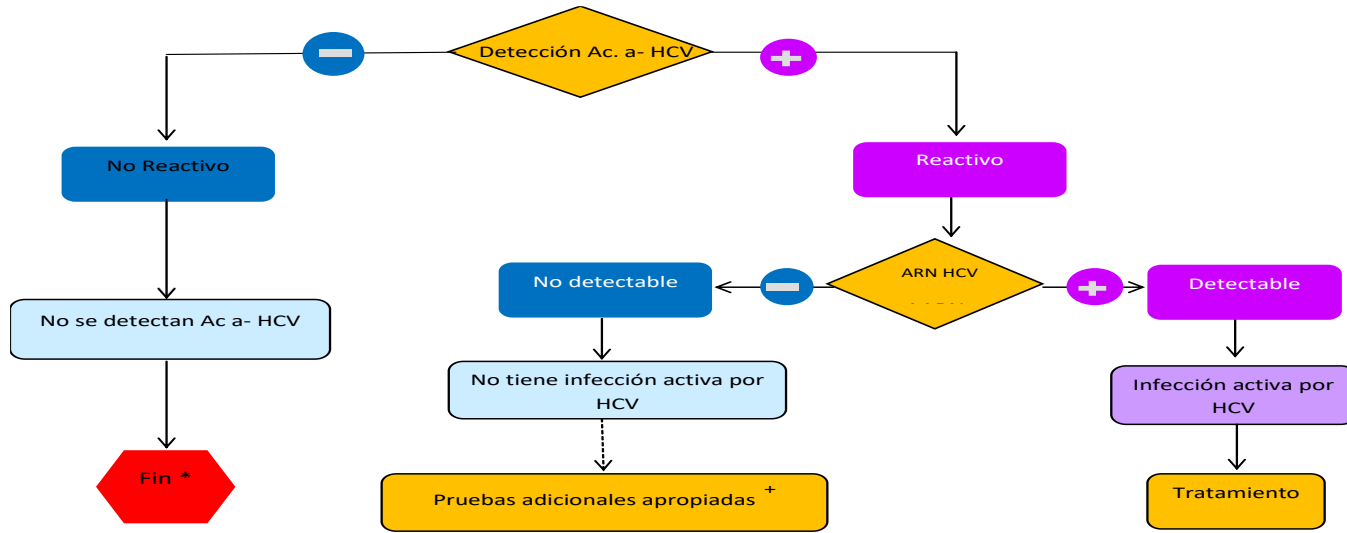 Detección Ac. a- HCV
No Reactivo
Reactivo
ARN HCV
No detectable
Detectable
No se detectan Ac a- HCV
No tiene infección activa por
HCV
Infección activa por
HCV
Fin *
Pruebas adicionales apropiadas +
Tratamiento